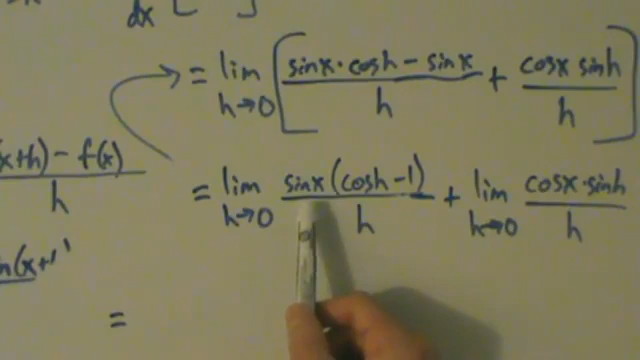 dx [ ]
= lim h→0 [ (sinx · cosh − sinx)/h + (cosx sinh)/h ]
(x+h) − f(x) / h
= lim h→0 sinx(cosh − 1)/h + lim h→0 cosx · sinh/h
n(x+
=